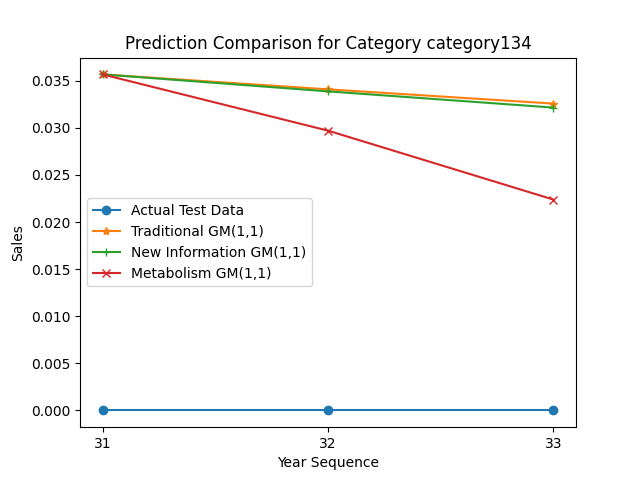 Prediction Comparison for Category category134
0.035
0.030
0.025
0.020
0.015
0.010
0.005
0.000
Sales
Actual Test Data
Traditional GM(1,1)
New Information GM(1,1)
Metabolism GM(1,1)
31
32
33
Year Sequence